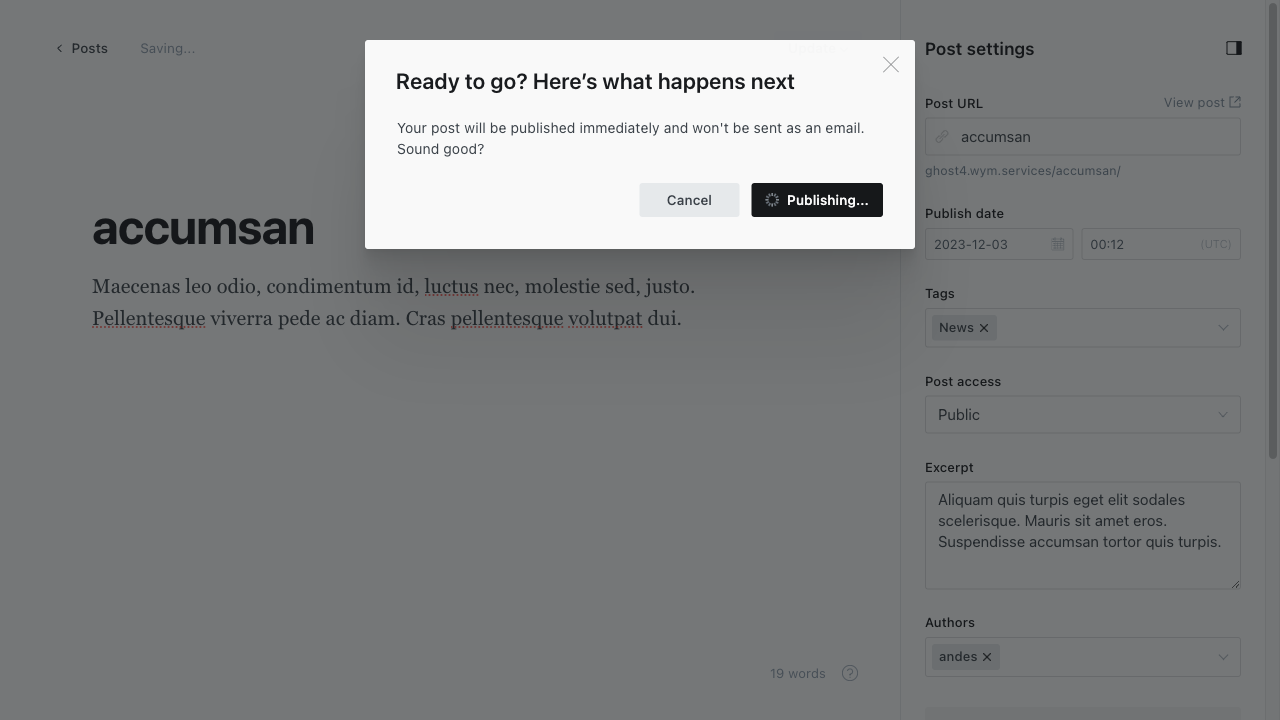 Posts
Saving...
Ready to go? Here's what happens next
Your post will be published immediately and won't be sent as an email.
Sound good?
Cancel
Publishing...
accumsan
Maecenas leo odio, condimentum id, luctus nec, molestie sed, justo.
Pellentesque viverra pede ac diam. Cras pellentesque volutpat dui.
19 words
?
Post settings
Post URL
View post
accumsan
ghost4.wym.services/accumsan/
Publish date
2023-12-03
00:12
(UTC)
Tags
News
Post access
Public
Excerpt
Aliquam quis turpis eget elit sodales
scelerisque. Mauris sit amet eros.
Suspendisse accumsan tortor quis turpis.
Authors
andes